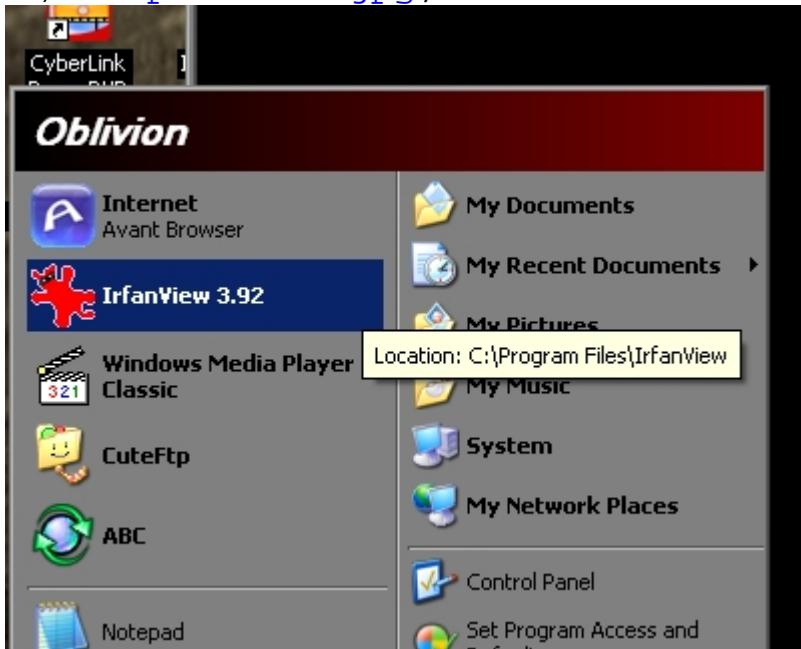 CyberLink
Oblivion
Internet
Avant Browser
IrfanView 3.92
Windows Media Player
Classic
321
CuteFtp
ABC
Notepad
My Documents
My Recent Documents
My Pictures
Location: C:\Program Files\IrfanView
My Music
System
My Network Places
Control Panel
Set Program Access and